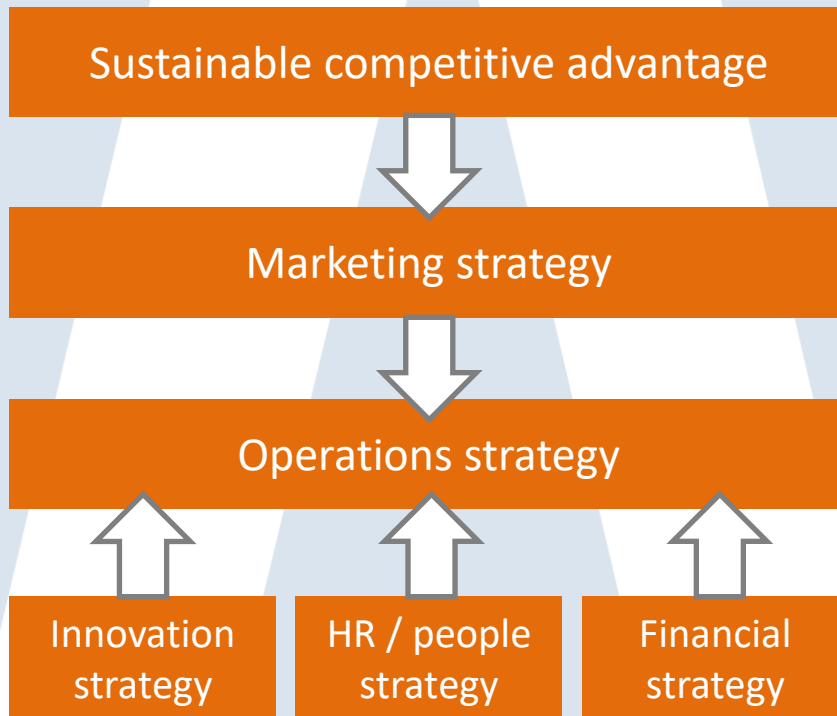 Sustainable competitive advantage
Marketing strategy
Operations strategy
Innovation
strategy
HR / people
strategy
Financial
strategy